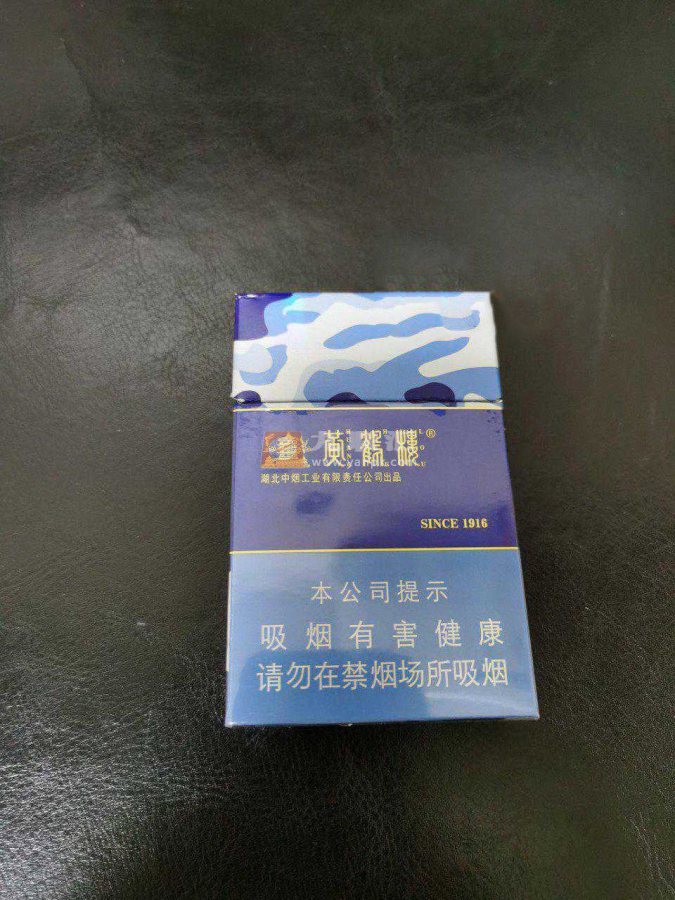 黄鹤楼®
湖北中烟工业有限责任公司出品
SINCE 1916
本公司提示
吸烟有害健康
请勿在禁烟场所吸烟